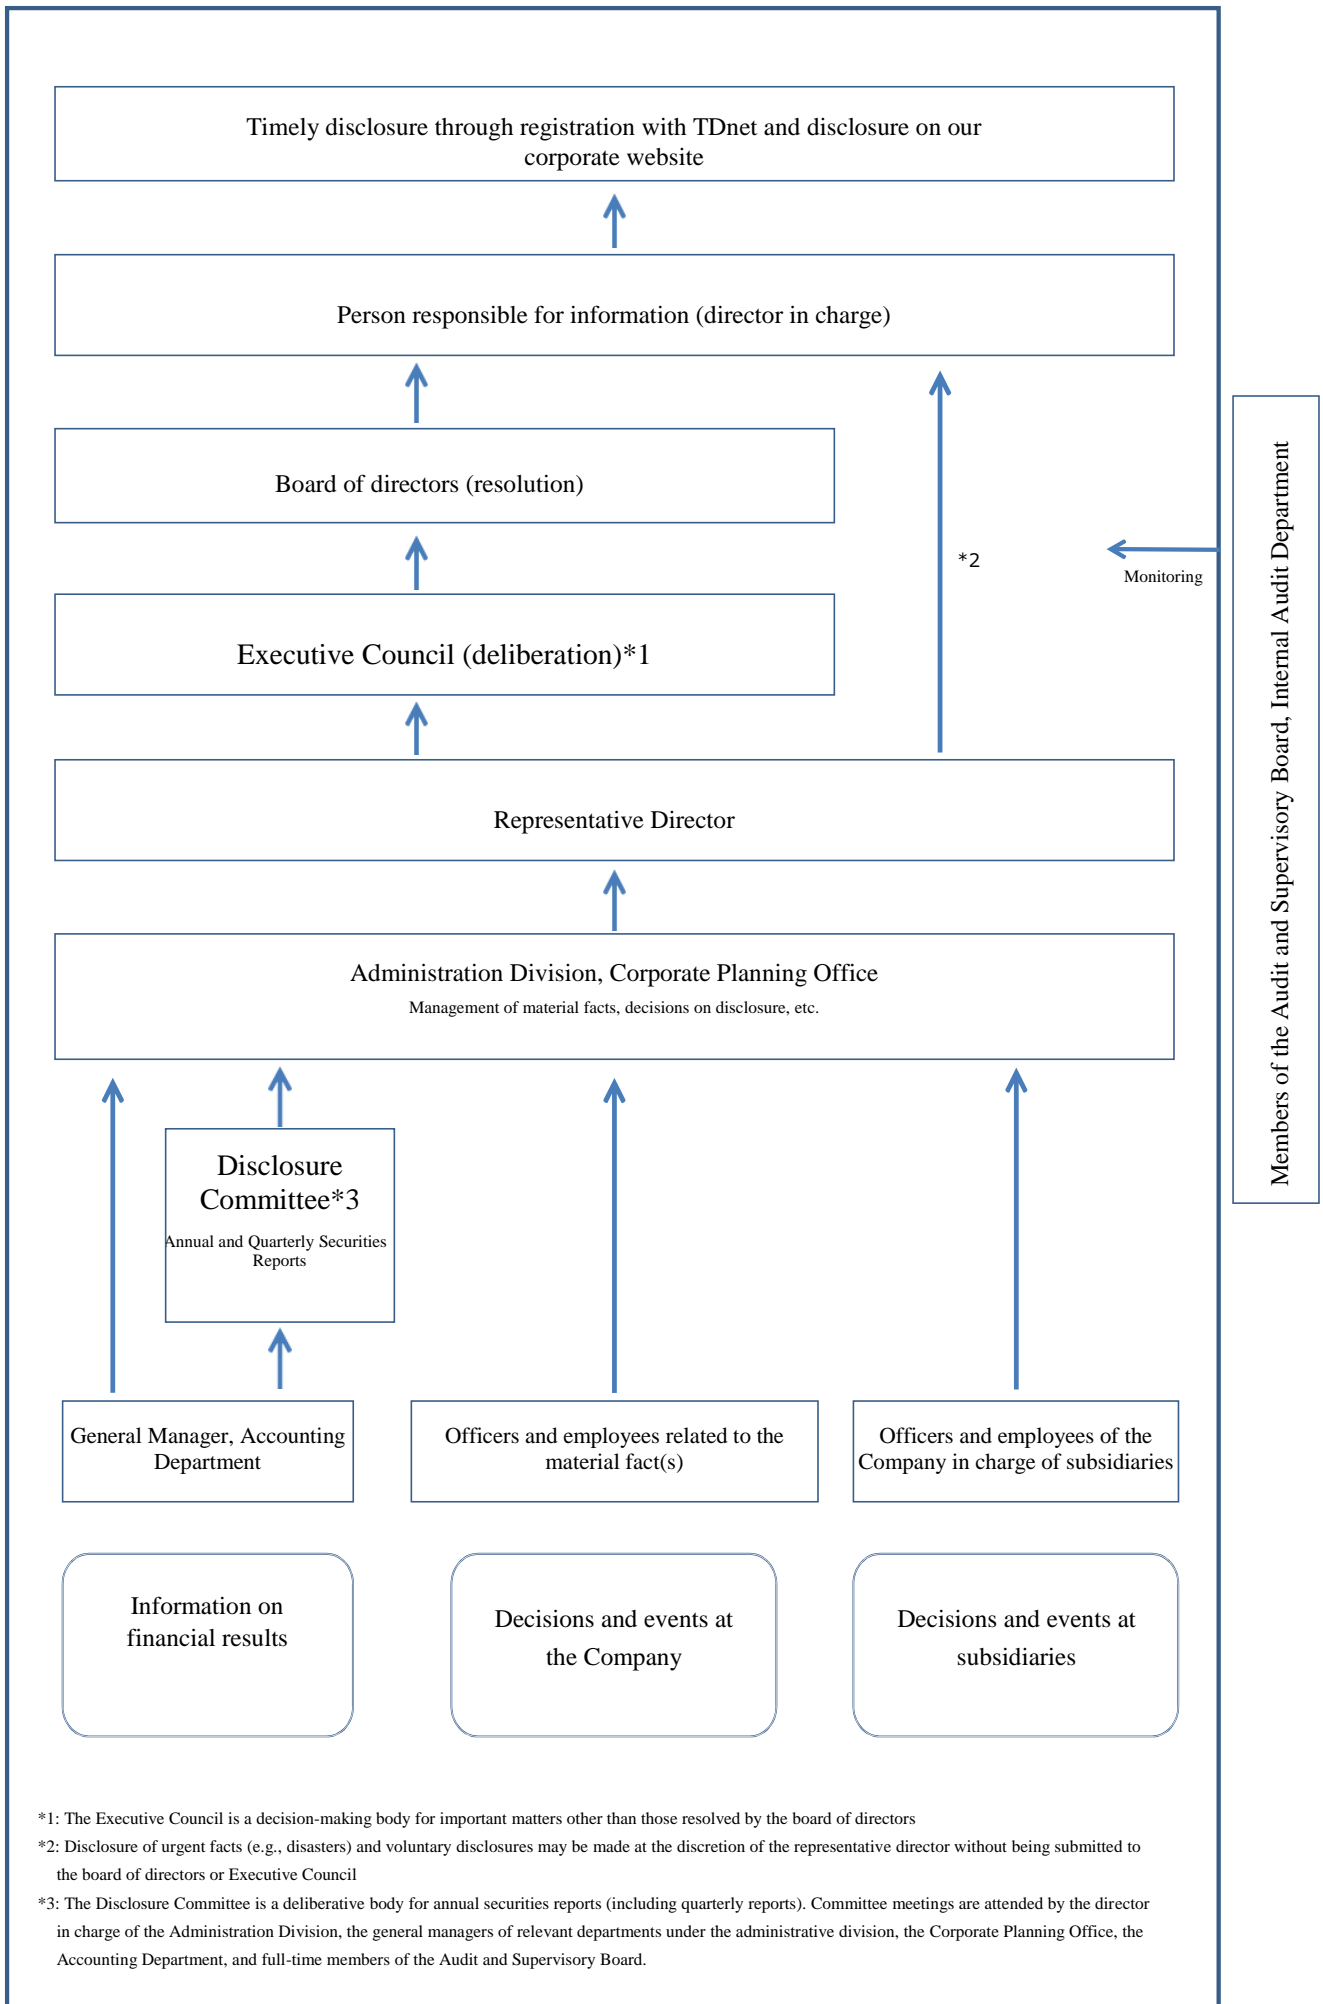 Timely disclosure through registration with TDnet and disclosure on our
corporate website
Person responsible for information (director in charge)
Board of directors (resolution)
*2
Monitoring
Members of the Audit and Supervisory Board, Internal Audit Department
Executive Council (deliberation)*1
Representative Director
Administration Division, Corporate Planning Office
Management of material facts, decisions on disclosure, etc.
Disclosure
Committee*3
Annual and Quarterly Securities
Reports
General Manager, Accounting
Department
Officers and employees related to the
material fact(s)
Officers and employees of the
Company in charge of subsidiaries
Information on
financial results
Decisions and events at
the Company
Decisions and events at
subsidiaries
*1: The Executive Council is a decision-making body for important matters other than those resolved by the board of directors
*2: Disclosure of urgent facts (e.g., disasters) and voluntary disclosures may be made at the discretion of the representative director without being submitted to
the board of directors or Executive Council
*3: The Disclosure Committee is a deliberative body for annual securities reports (including quarterly reports). Committee meetings are attended by the director
in charge of the Administration Division, the general managers of relevant departments under the administrative division, the Corporate Planning Office, the
Accounting Department, and full-time members of the Audit and Supervisory Board.